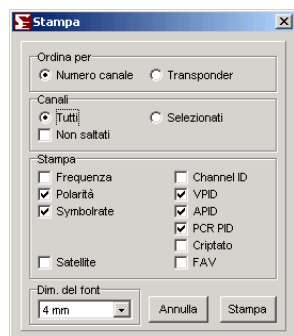 Stampa
Ordina per
Numero canale Transponder
Canali
Tutti Selezionati
Non saltati
Stampa
Frequenza Channel ID
Polarità VPID
Symbolrate APID
PCR PID
Criptato
Satellite FAV
Dim. del font
4 mm Annulla Stampa